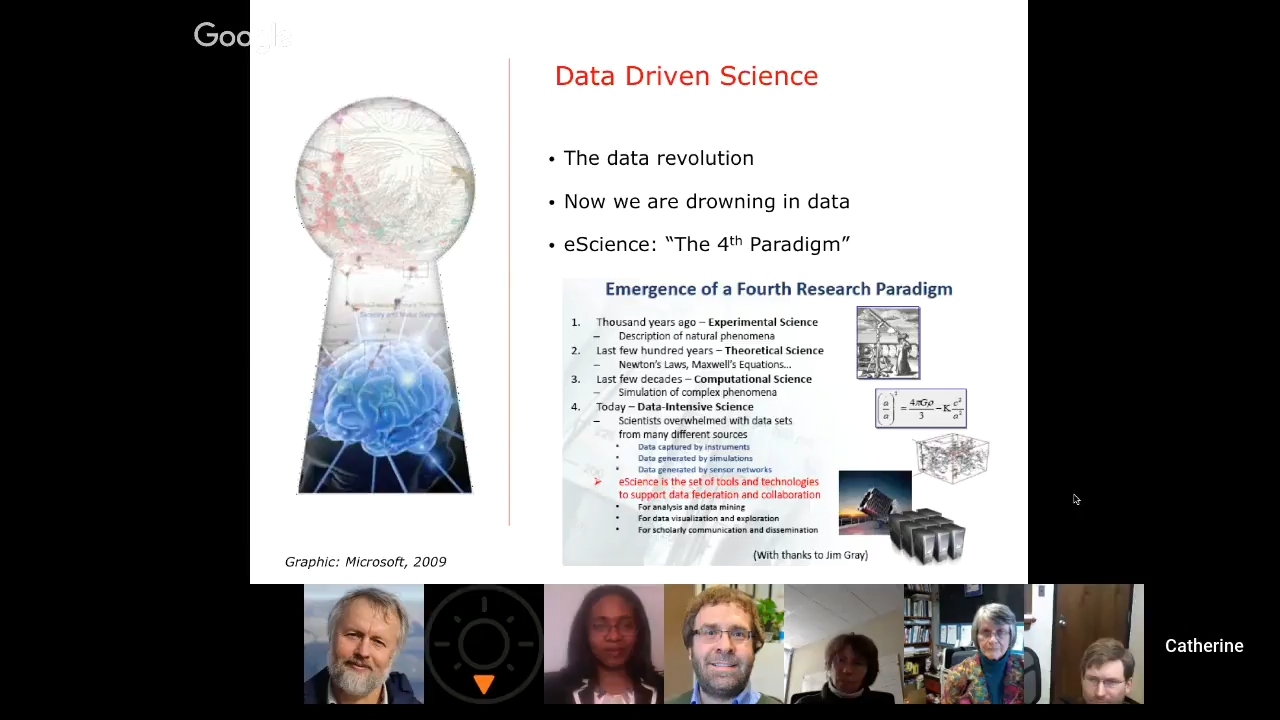 Google
Data Driven Science
• The data revolution
• Now we are drowning in data
• eScience: “The 4th Paradigm”
Emergence of a Fourth Research Paradigm
1. Thousand years ago – Experimental Science
– Description of natural phenomena
2. Last few hundred years – Theoretical Science
– Newton's Laws, Maxwell's Equations...
3. Last few decades – Computational Science
– Simulation of complex phenomena
4. Today – Data-Intensive Science
– Scientists overwhelmed with data sets
from many different sources
• Data captured by instruments
• Data generated by simulations
• Data generated by sensor networks
➢ eScience is the set of tools and technologies
to support data federation and collaboration
• For analysis and data mining
• For data visualization and exploration
• For scholarly communication and dissemination
(With thanks to Jim Gray)
Graphic: Microsoft, 2009
Catherine